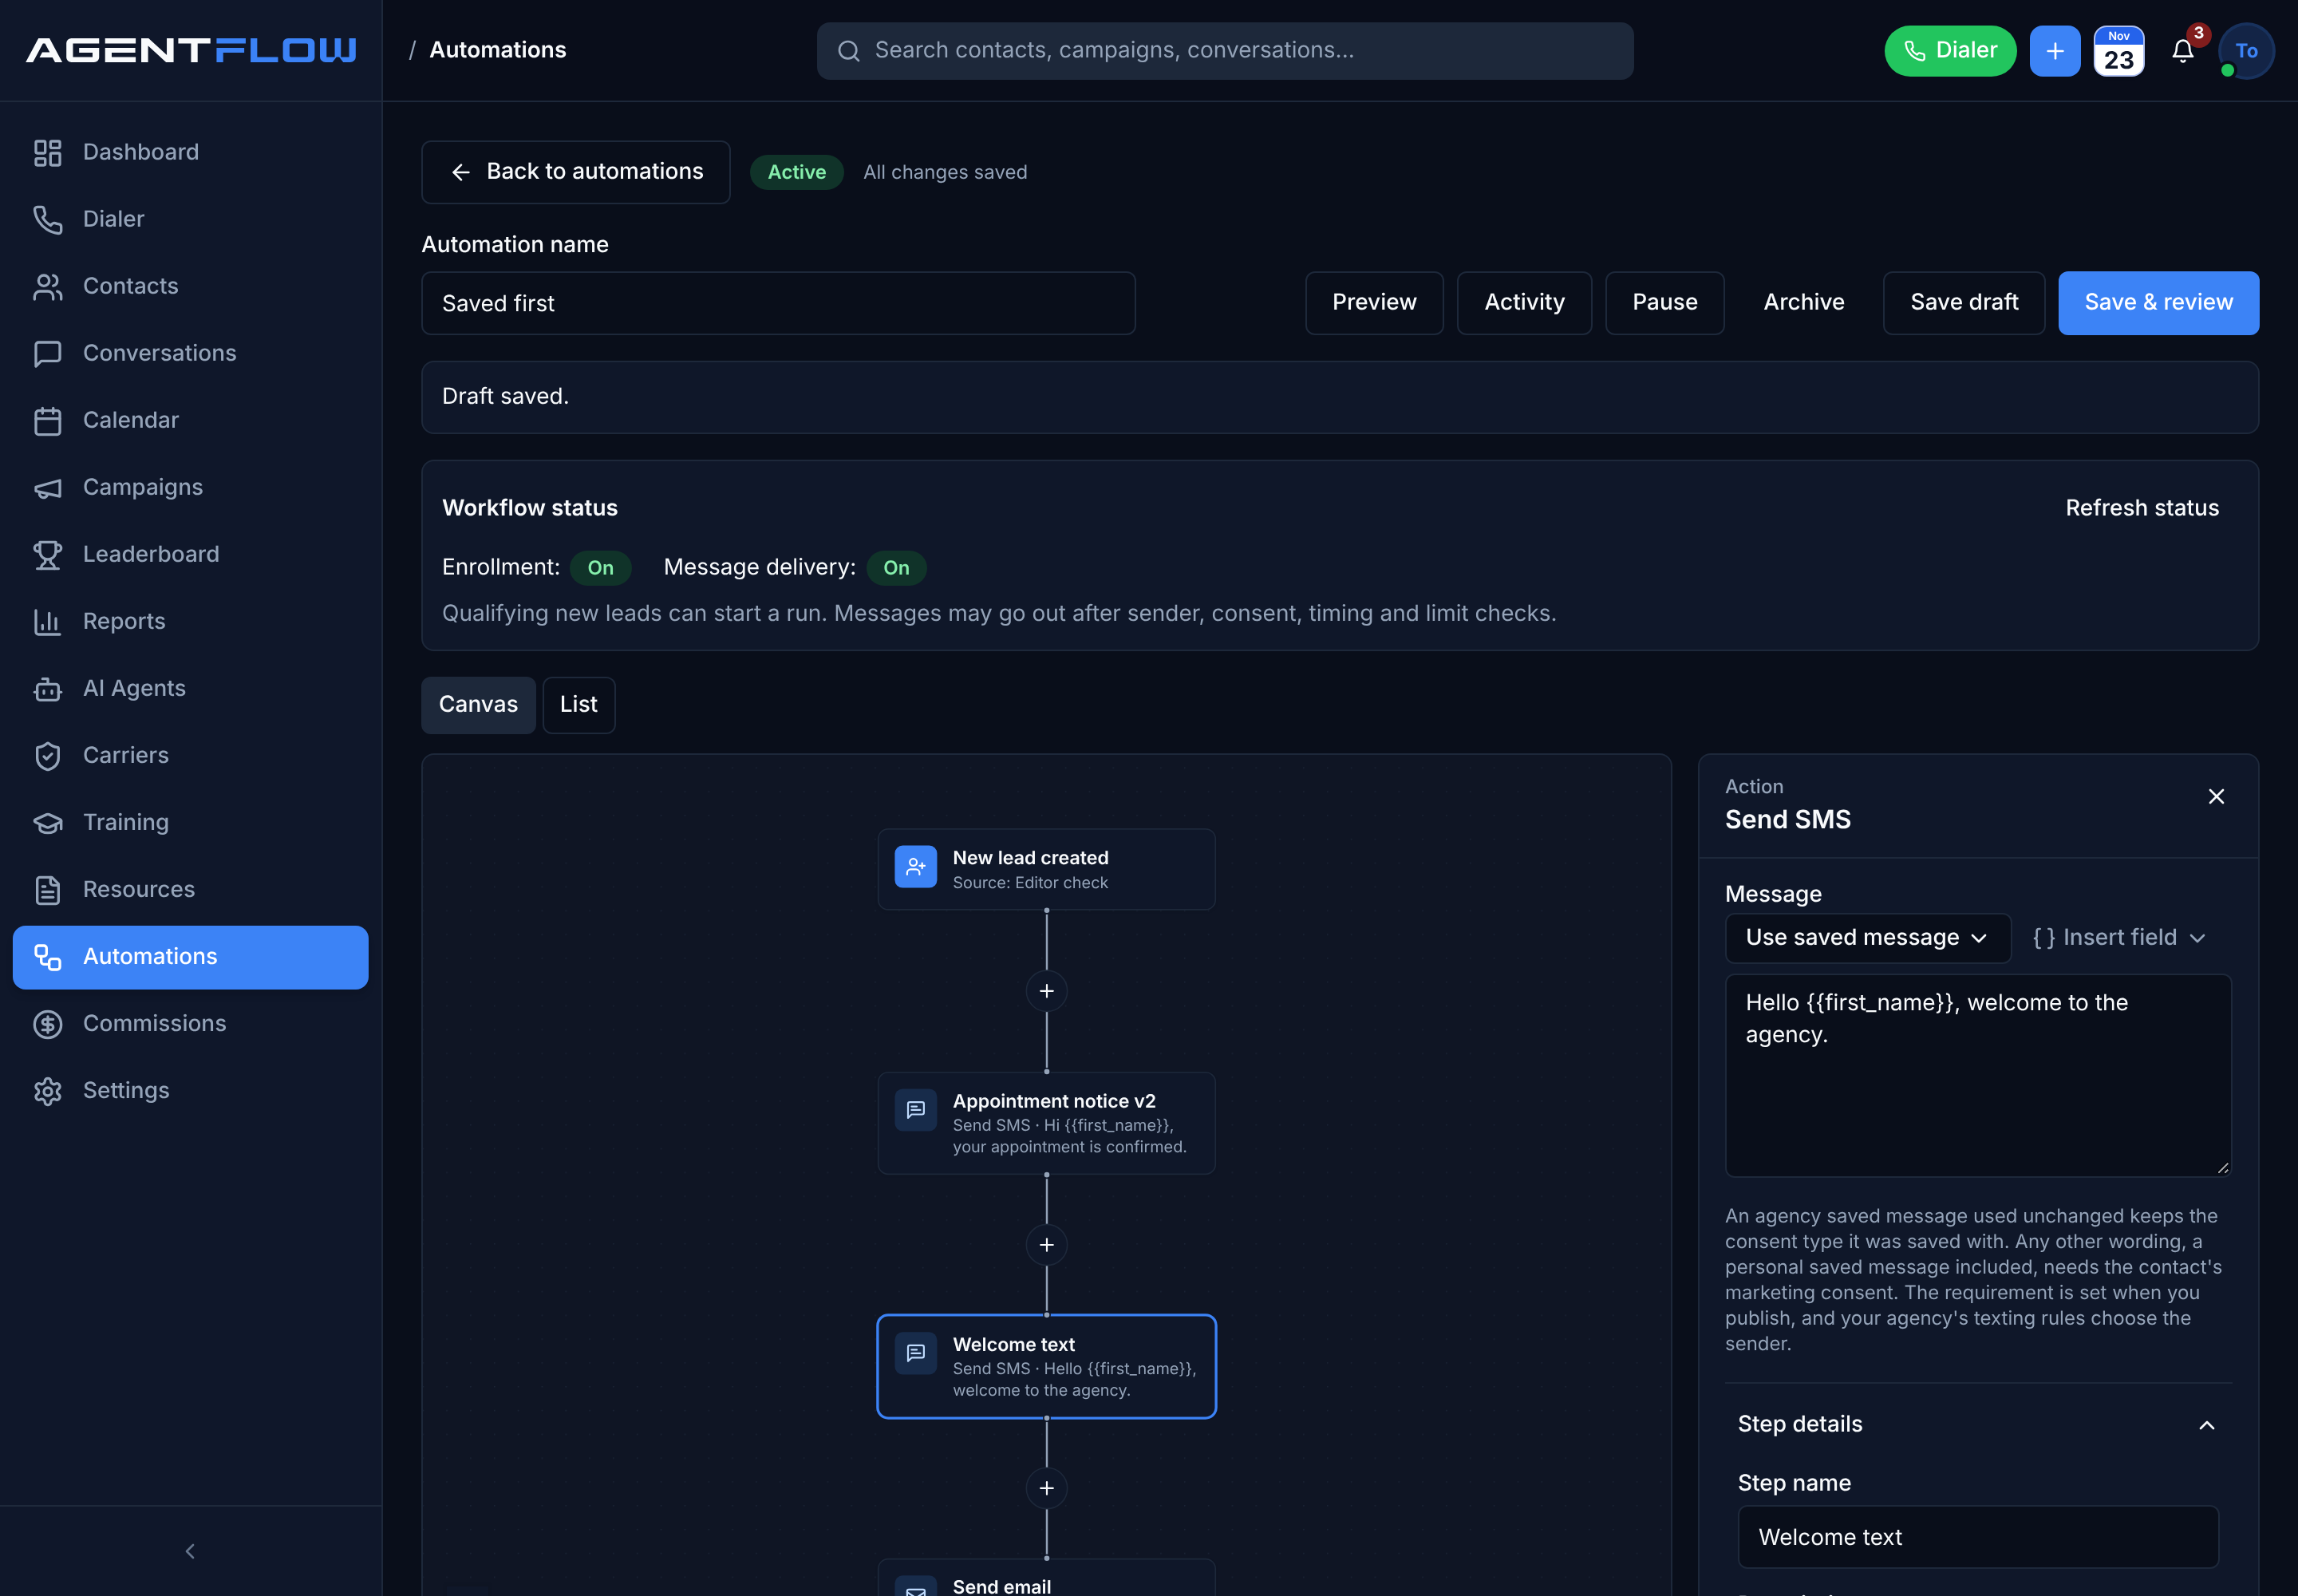 AGENTFLOW
/ Automations
Search contacts, campaigns, conversations...
Dialer
Nov
23
3
To
Dashboard
Dialer
Contacts
Conversations
Calendar
Campaigns
Leaderboard
Reports
AI Agents
Carriers
Training
Resources
Automations
Commissions
Settings
Back to automations
Active
All changes saved
Automation name
Saved first
Preview
Activity
Pause
Archive
Save draft
Save & review
Draft saved.
Workflow status
Refresh status
Enrollment: On
Message delivery: On
Qualifying new leads can start a run. Messages may go out after sender, consent, timing and limit checks.
Canvas
List
New lead created
Source: Editor check
Appointment notice v2
Send SMS · Hi {{first_name}},
your appointment is confirmed.
Welcome text
Send SMS · Hello {{first_name}},
welcome to the agency.
Send email
Action
Send SMS
Message
Use saved message
{ } Insert field
Hello {{first_name}}, welcome to the
agency.
An agency saved message used unchanged keeps the
consent type it was saved with. Any other wording, a
personal saved message included, needs the contact's
marketing consent. The requirement is set when you
publish, and your agency's texting rules choose the
sender.
Step details
Step name
Welcome text